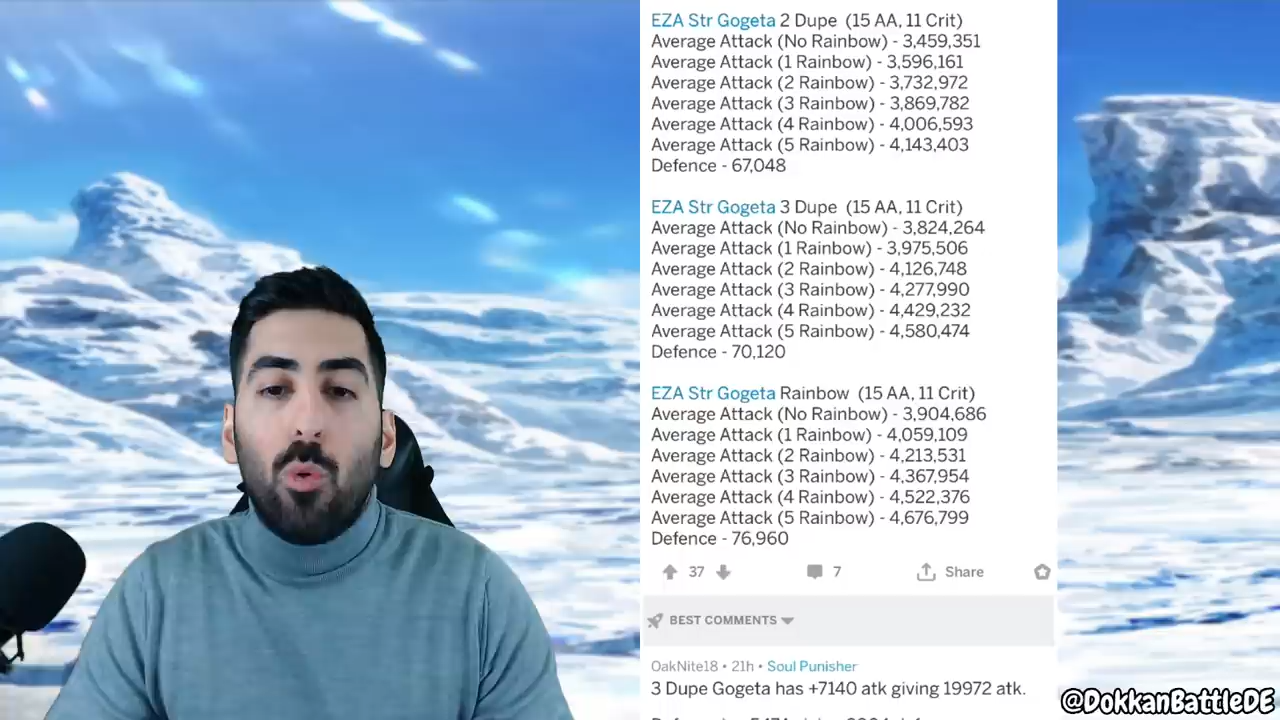 EZA Str Gogeta 2 Dupe (15 AA, 11 Crit)
Average Attack (No Rainbow) - 3,459,351
Average Attack (1 Rainbow) - 3,596,161
Average Attack (2 Rainbow) - 3,732,972
Average Attack (3 Rainbow) - 3,869,782
Average Attack (4 Rainbow) - 4,006,593
Average Attack (5 Rainbow) - 4,143,403
Defence - 67,048
EZA Str Gogeta 3 Dupe (15 AA, 11 Crit)
Average Attack (No Rainbow) - 3,824,264
Average Attack (1 Rainbow) - 3,975,506
Average Attack (2 Rainbow) - 4,126,748
Average Attack (3 Rainbow) - 4,277,990
Average Attack (4 Rainbow) - 4,429,232
Average Attack (5 Rainbow) - 4,580,474
Defence - 70,120
EZA Str Gogeta Rainbow (15 AA, 11 Crit)
Average Attack (No Rainbow) - 3,904,686
Average Attack (1 Rainbow) - 4,059,109
Average Attack (2 Rainbow) - 4,213,531
Average Attack (3 Rainbow) - 4,367,954
Average Attack (4 Rainbow) - 4,522,376
Average Attack (5 Rainbow) - 4,676,799
Defence - 76,960
37 7 Share
BEST COMMENTS
OakNite18 • 21h • Soul Punisher
3 Dupe Gogeta has +7140 atk giving 19972 atk.
@DokkanBattleDE